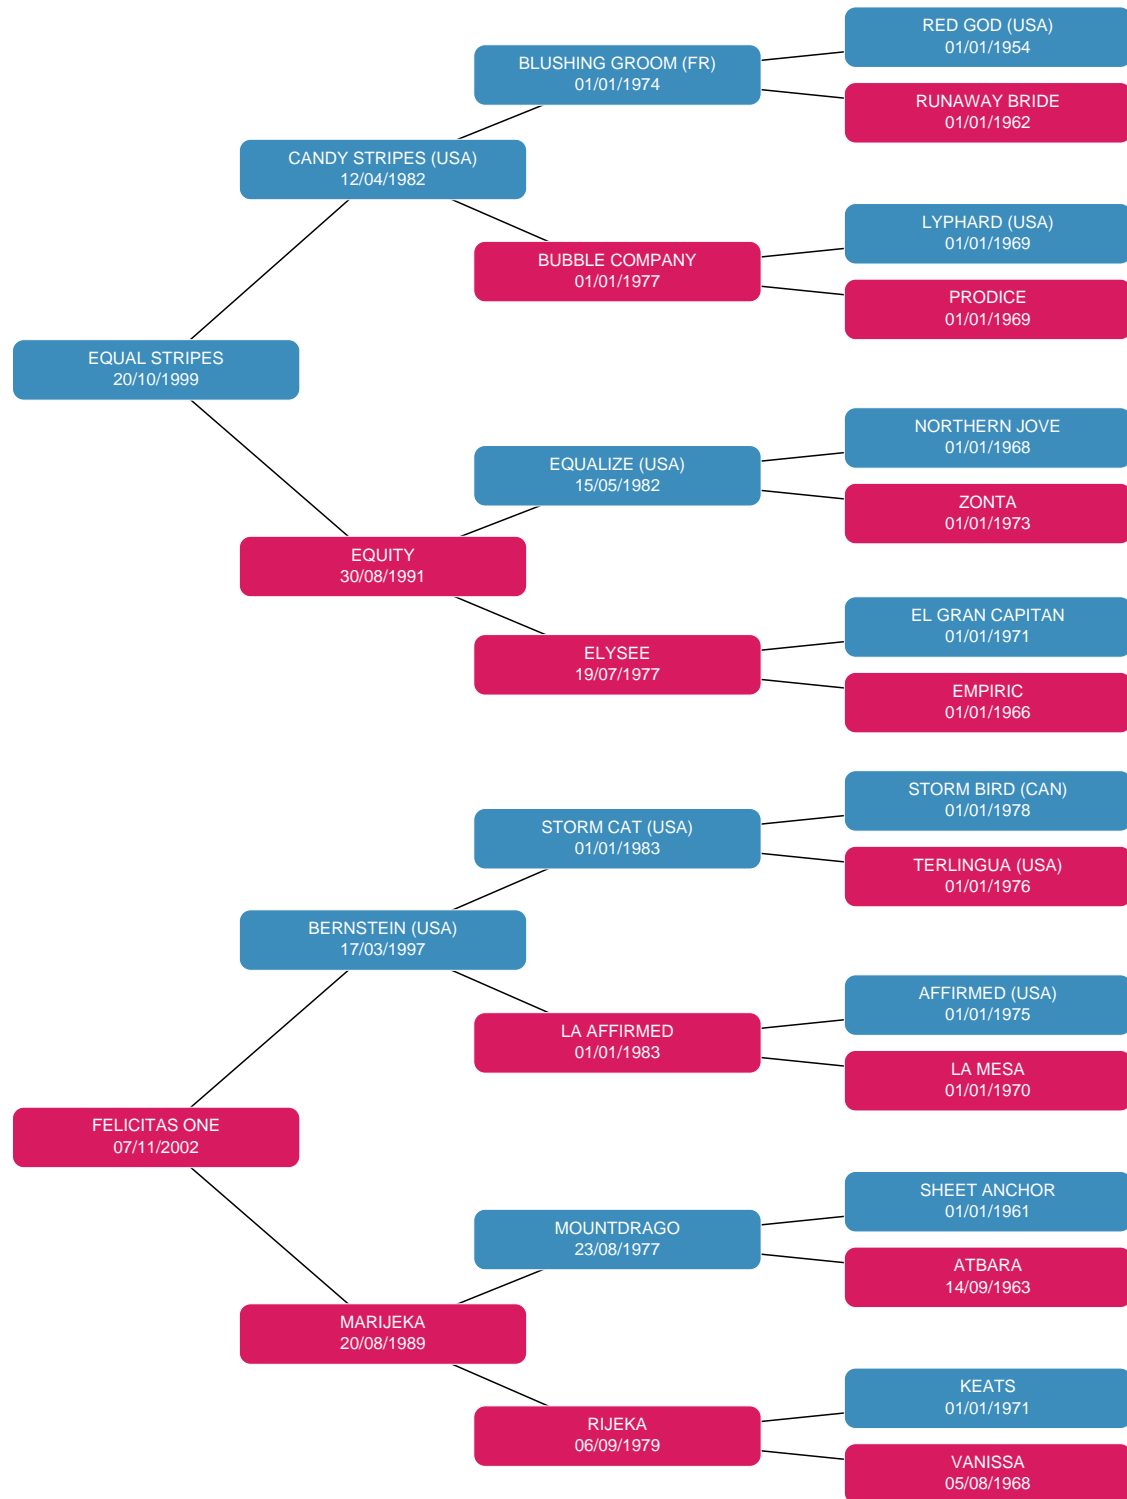 RED GOD (USA)
01/01/1954
BLUSHING GROOM (FR)
01/01/1974
RUNAWAY BRIDE
01/01/1962
CANDY STRIPES (USA)
12/04/1982
LYPHARD (USA)
01/01/1969
BUBBLE COMPANY
01/01/1977
PRODICE
01/01/1969
EQUAL STRIPES
20/10/1999
NORTHERN JOVE
01/01/1968
EQUALIZE (USA)
15/05/1982
ZONTA
01/01/1973
EQUITY
30/08/1991
EL GRAN CAPITAN
01/01/1971
ELYSEE
19/07/1977
EMPIRIC
01/01/1966
STORM BIRD (CAN)
01/01/1978
STORM CAT (USA)
01/01/1983
TERLINGUA (USA)
01/01/1976
BERNSTEIN (USA)
17/03/1997
AFFIRMED (USA)
01/01/1975
LA AFFIRMED
01/01/1983
LA MESA
01/01/1970
FELICITAS ONE
07/11/2002
SHEET ANCHOR
01/01/1961
MOUNTDRAGO
23/08/1977
ATBARA
14/09/1963
MARIJEKA
20/08/1989
KEATS
01/01/1971
RIJEKA
06/09/1979
VANISSA
05/08/1968